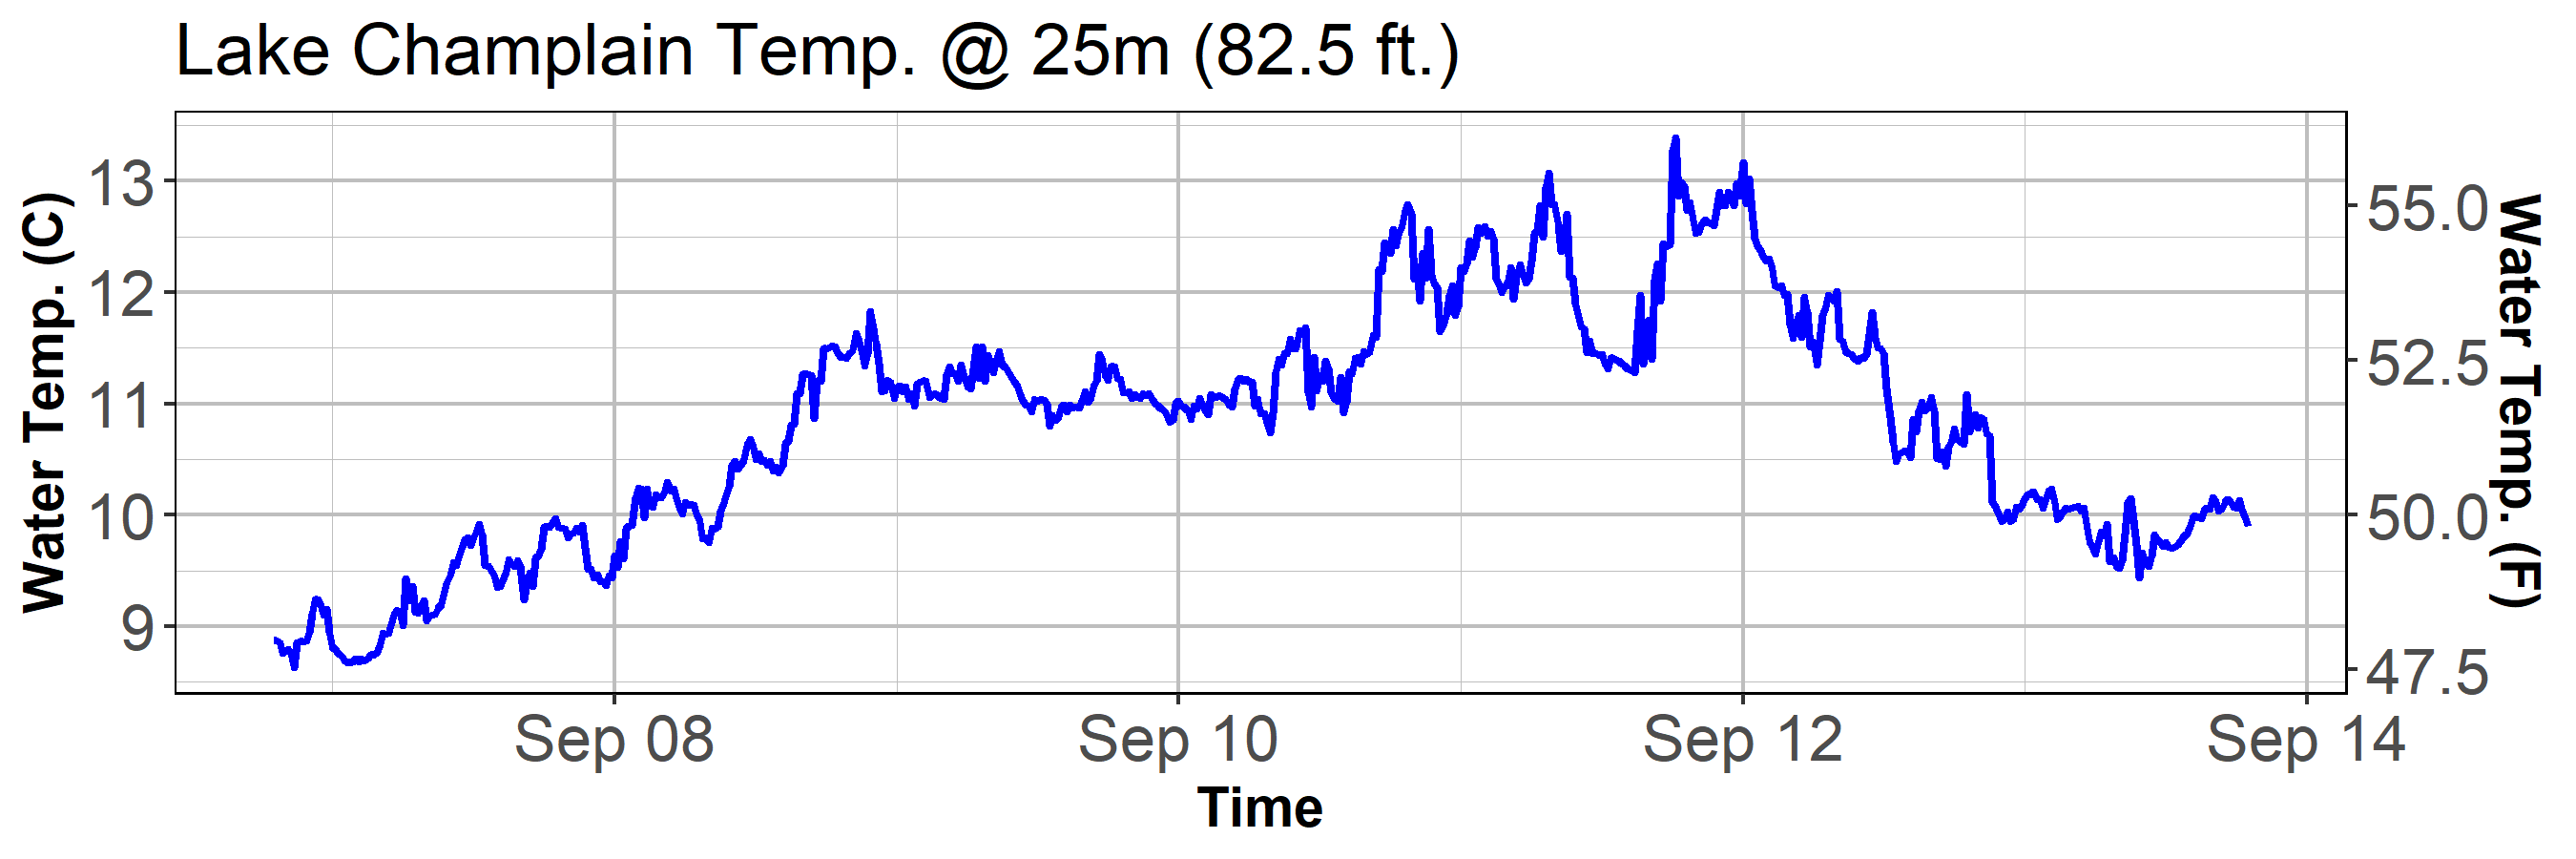 Lake Champlain Temp. @ 25m (82.5 ft.)
Water Temp. (C)
13
12
11
10
9
55.0
52.5
50.0
47.5
Water Temp. (F)
Sep 08
Sep 10
Sep 12
Sep 14
Time